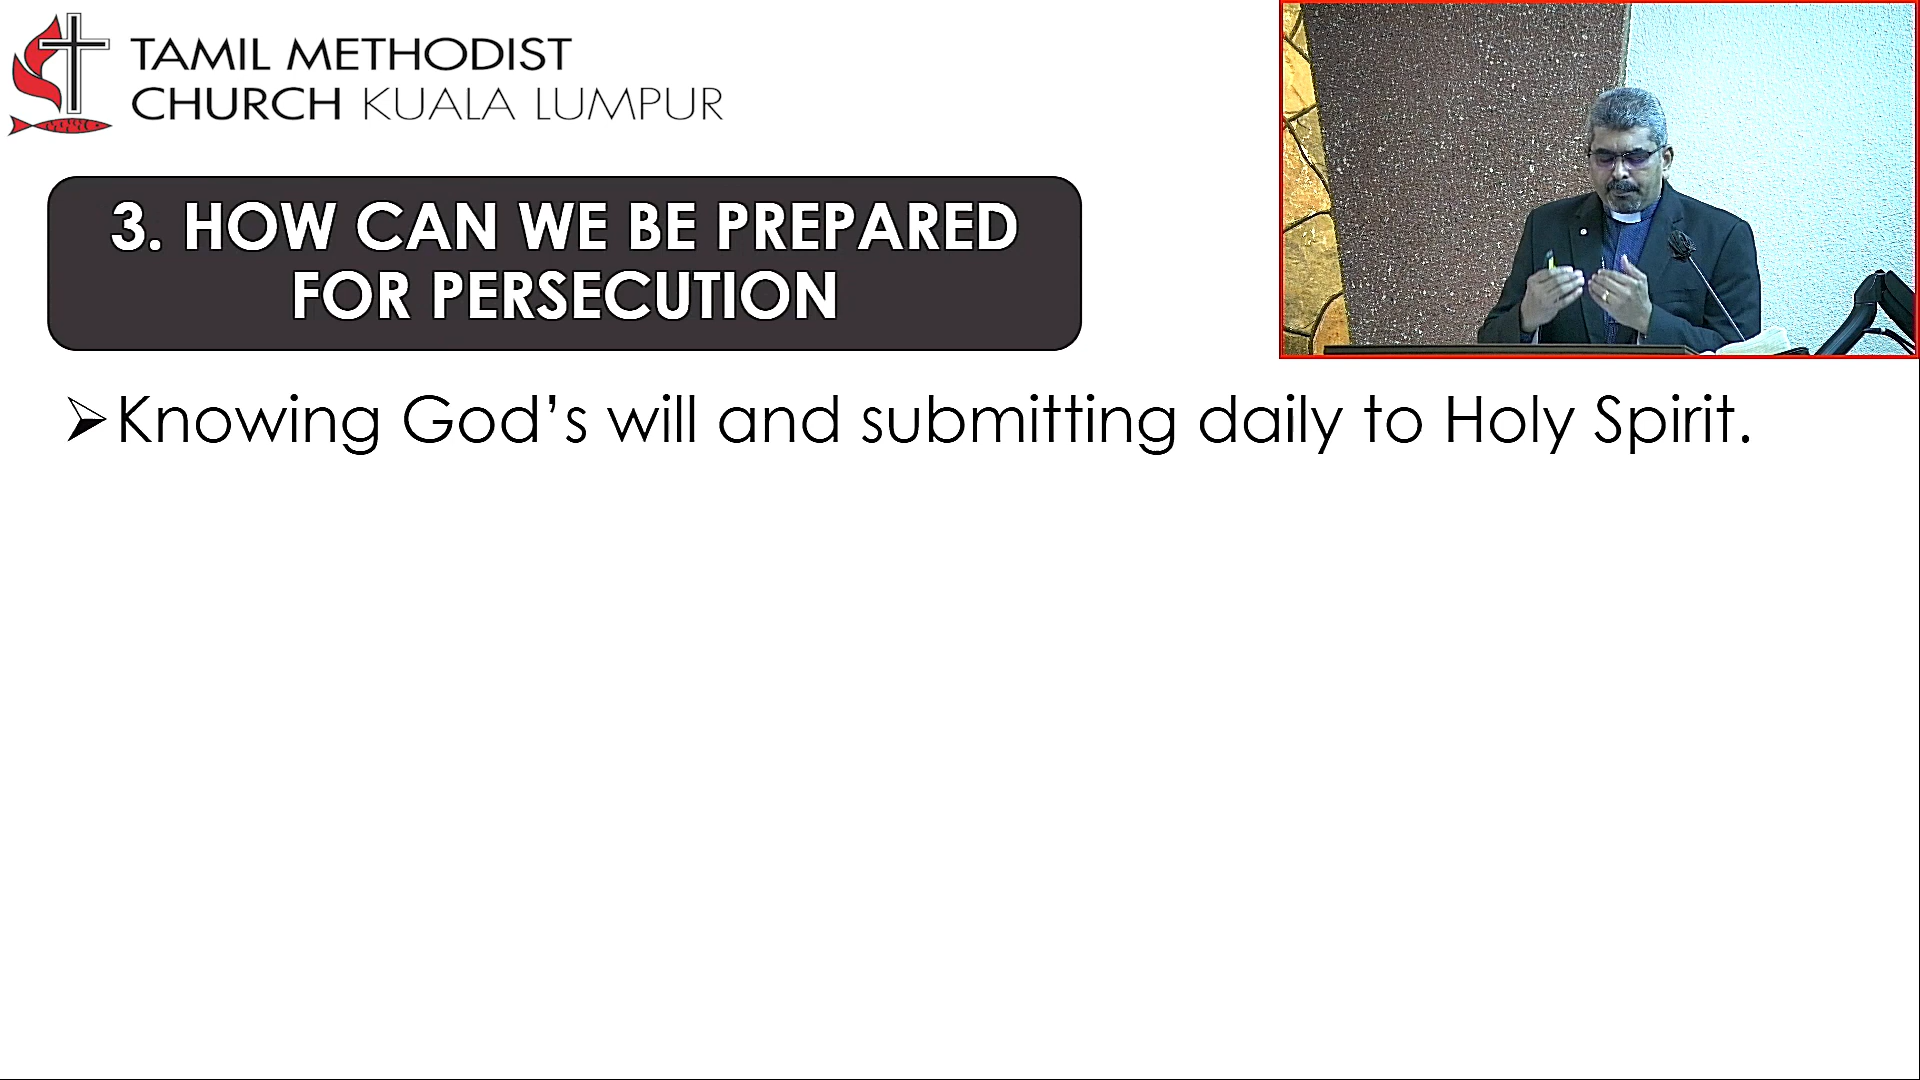 TAMIL METHODIST
CHURCH KUALA LUMPUR
3. HOW CAN WE BE PREPARED
FOR PERSECUTION
➢Knowing God’s will and submitting daily to Holy Spirit.